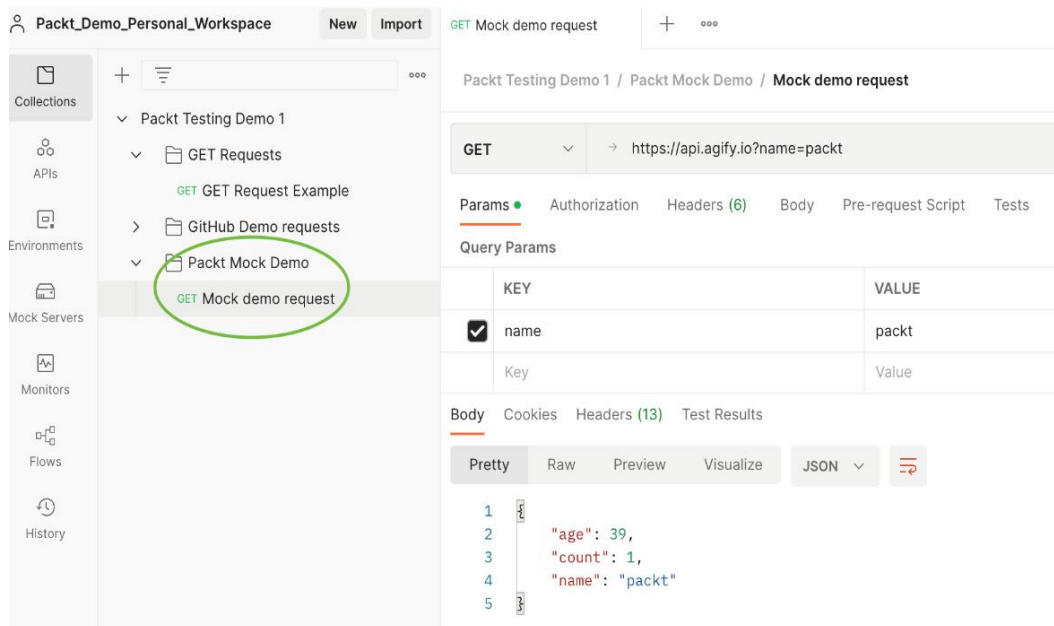 Packt_Demo_Personal_Workspace New Import
GET Mock demo request
Collections
APIs
Environments
Mock Servers
Monitors
Flows
History
Packt Testing Demo 1
GET Requests
GET GET Request Example
GitHub Demo requests
Packt Mock Demo
GET Mock demo request
Packt Testing Demo 1 / Packt Mock Demo / Mock demo request
GET → https://api.agify.io?name=packt
Params Authorization Headers (6) Body Pre-request Script Tests
Query Params
KEY VALUE
name packt
Key Value
Body Cookies Headers (13) Test Results
Pretty Raw Preview Visualize JSON
1 {
2 "age": 39,
3 "count": 1,
4 "name": "packt"
5 }